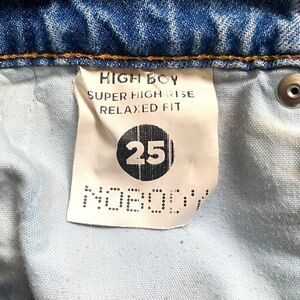 HIGH BOY
SUPER HIGH RISE
RELAXED FIT
25
NOBODY